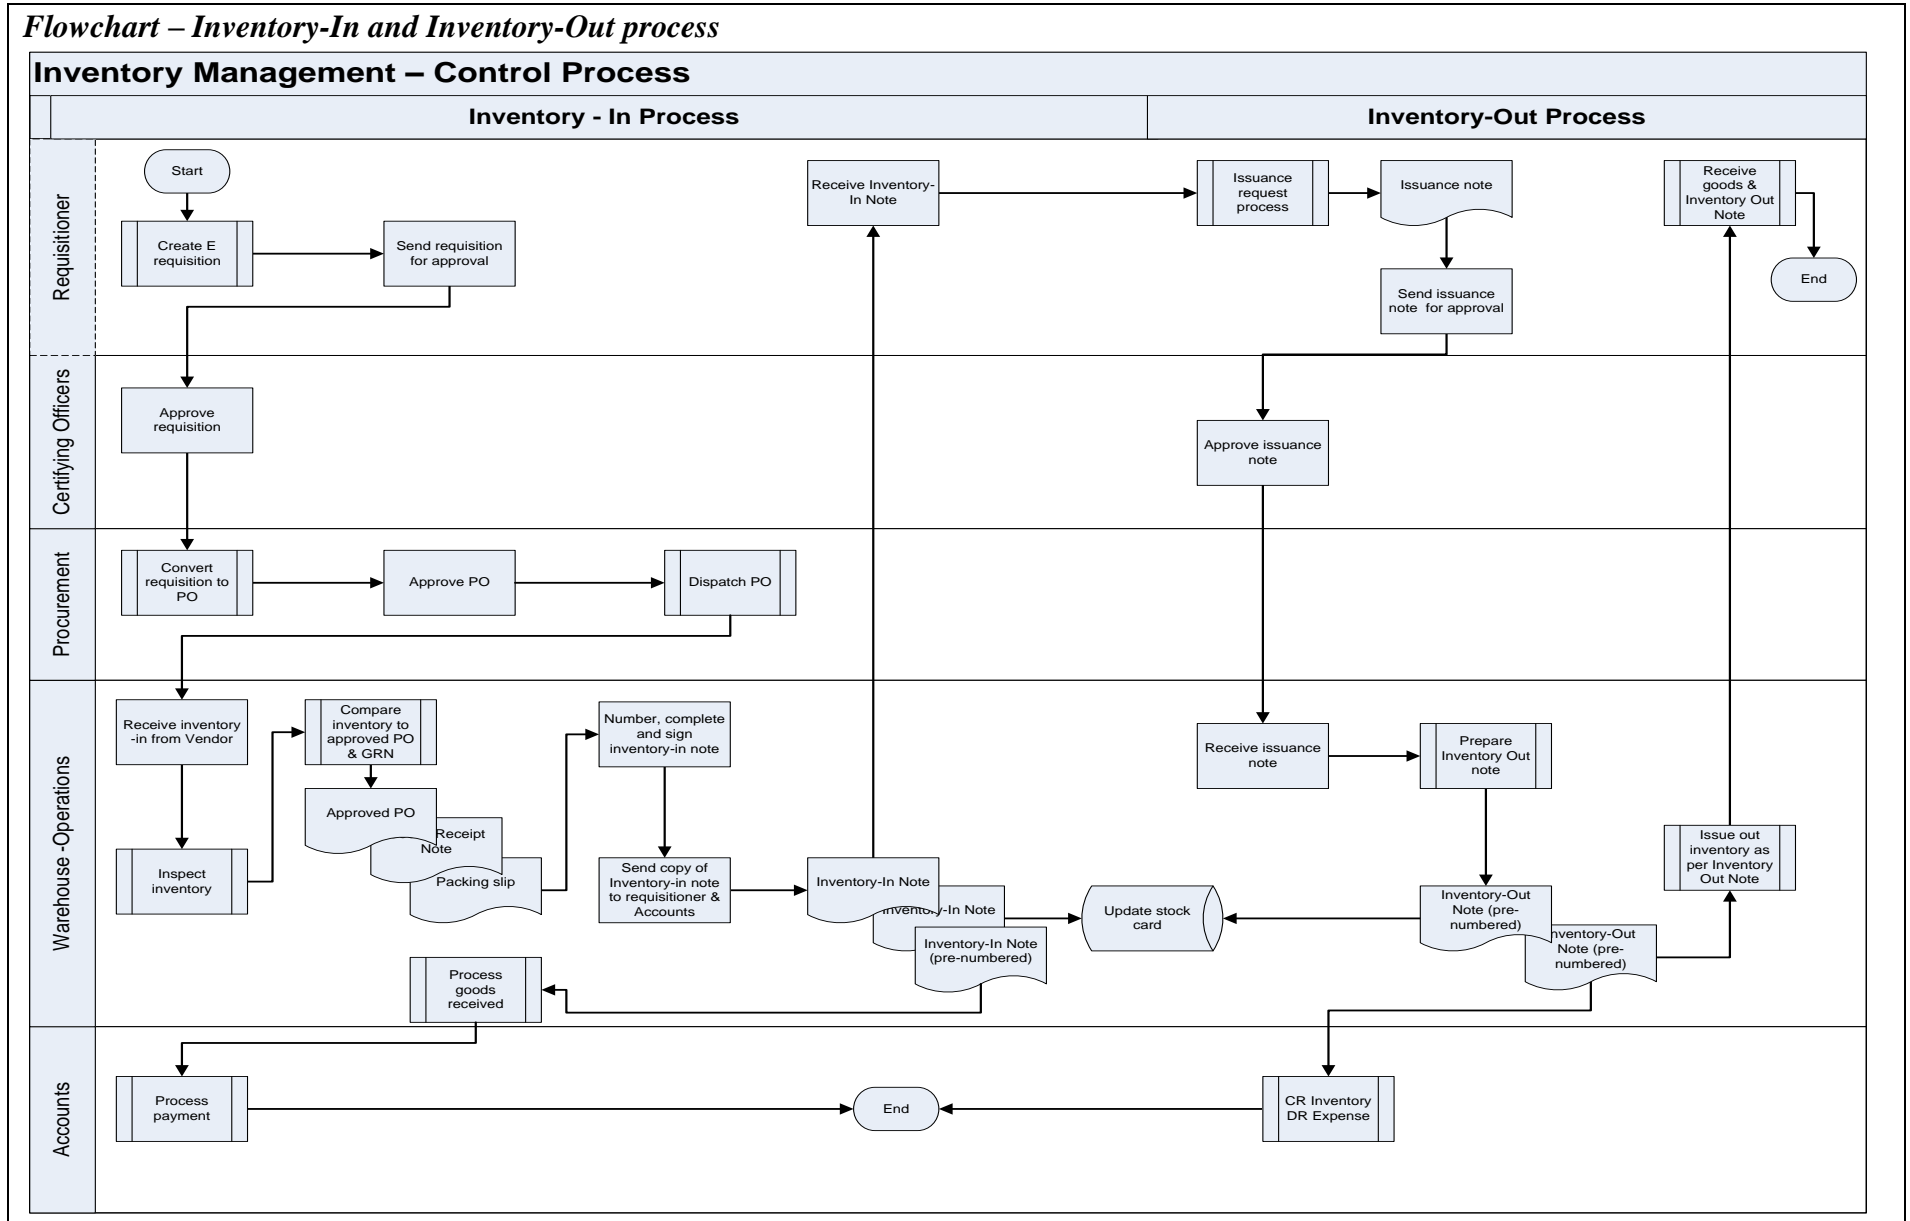 Flowchart – Inventory-In and Inventory-Out process
Inventory Management – Control Process
Inventory - In Process
Inventory-Out Process
Requisitioner
Start
Create E
requisition
Send requisition
for approval
Receive Inventory-
In Note
Issuance
request
process
Issuance note
Send issuance
note for approval
Receive
goods &
Inventory Out
Note
End
Certifying Officers
Approve
requisition
Approve issuance
note
Procurement
Convert
requisition to
PO
Approve PO
Dispatch PO
Warehouse -Operations
Receive inventory
-in from Vendor
Inspect
inventory
Compare
inventory to
approved PO
& GRN
Approved PO
Receipt
Note
Packing slip
Number, complete
and sign
inventory-in note
Send copy of
Inventory-in note
to requisitioner &
Accounts
Inventory-In Note
Inventory-In Note
Inventory-In Note
(pre-numbered)
Update stock
card
Process
goods
received
Receive issuance
note
Prepare
Inventory Out
note
Inventory-Out
Note (pre-
numbered)
Inventory-Out
Note (pre-
numbered)
Issue out
inventory as
per Inventory
Out Note
Accounts
Process
payment
End
CR Inventory
DR Expense